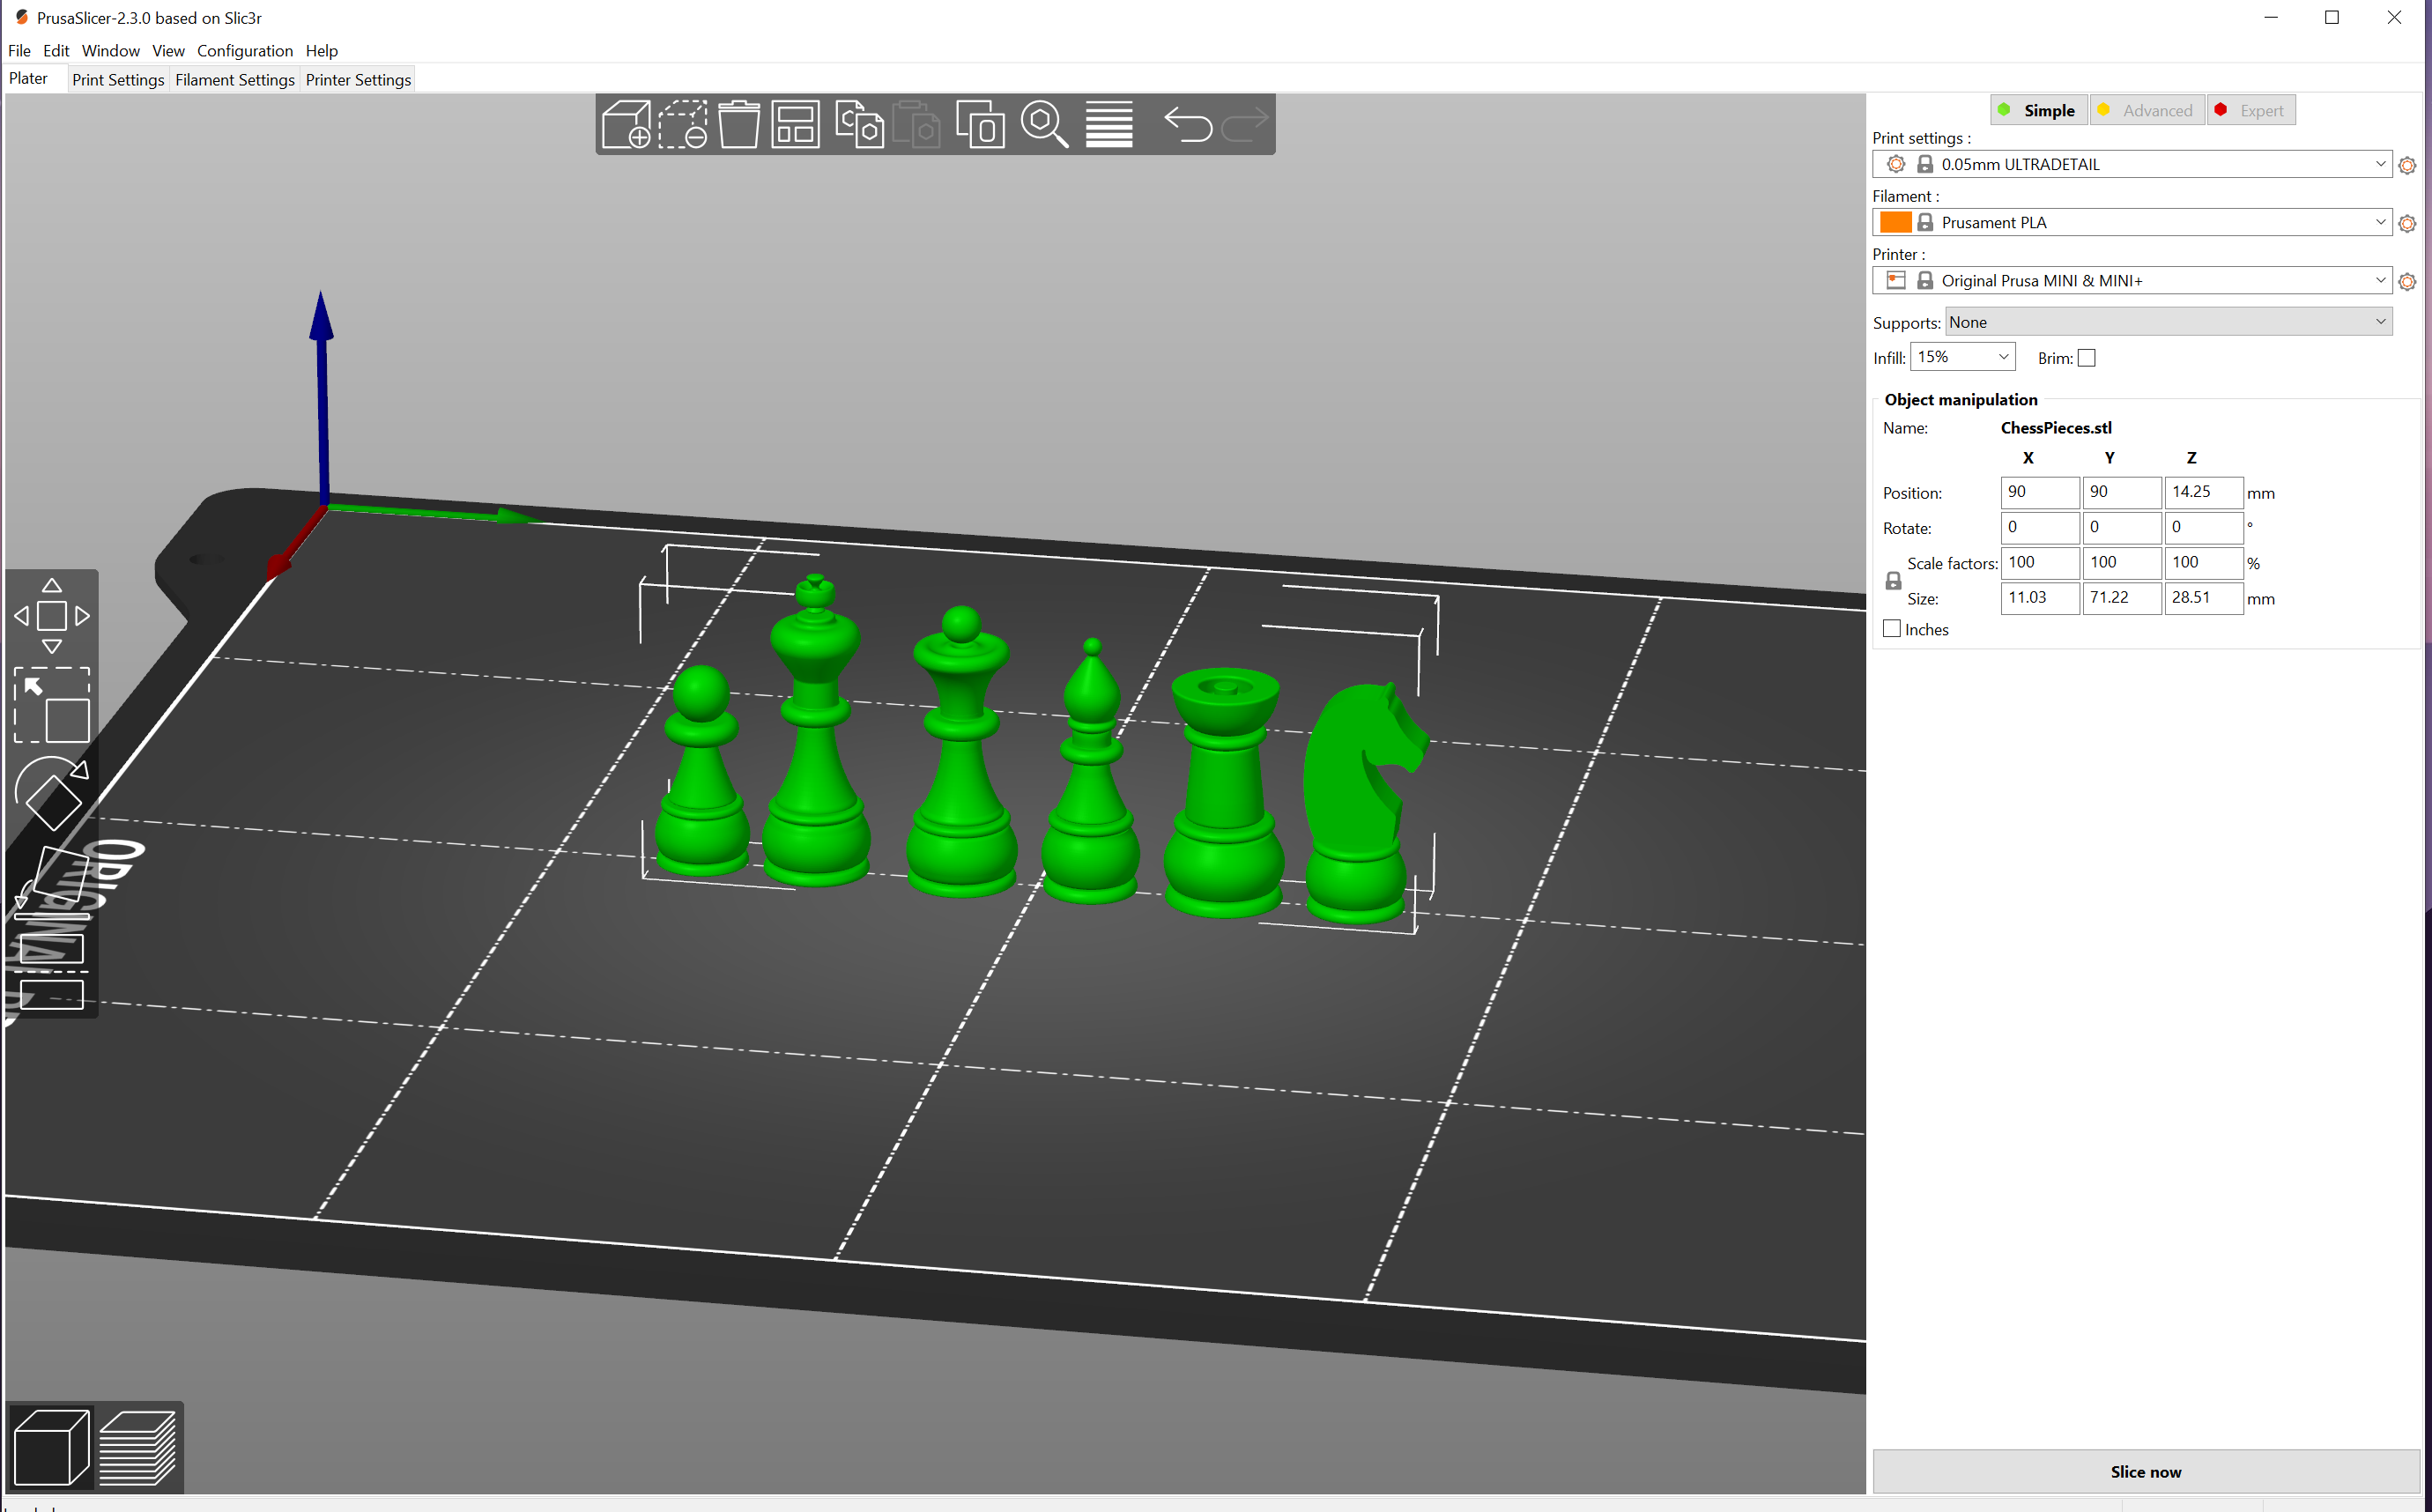 PrusaSlicer-2.3.0 based on Slic3r
File Edit Window View Configuration Help
Plater Print Settings Filament Settings Printer Settings
Simple Advanced Expert
Print settings :
0.05mm ULTRADETAIL
Filament :
Prusament PLA
Printer :
Original Prusa MINI & MINI+
Supports: None
Infill: 15% Brim:
Object manipulation
Name: ChessPieces.stl
X Y Z
Position: 90 90 14.25 mm
Rotate: 0 0 0 °
Scale factors: 100 100 100 %
Size: 11.03 71.22 28.51 mm
Inches
ORIGINAL
Slice now